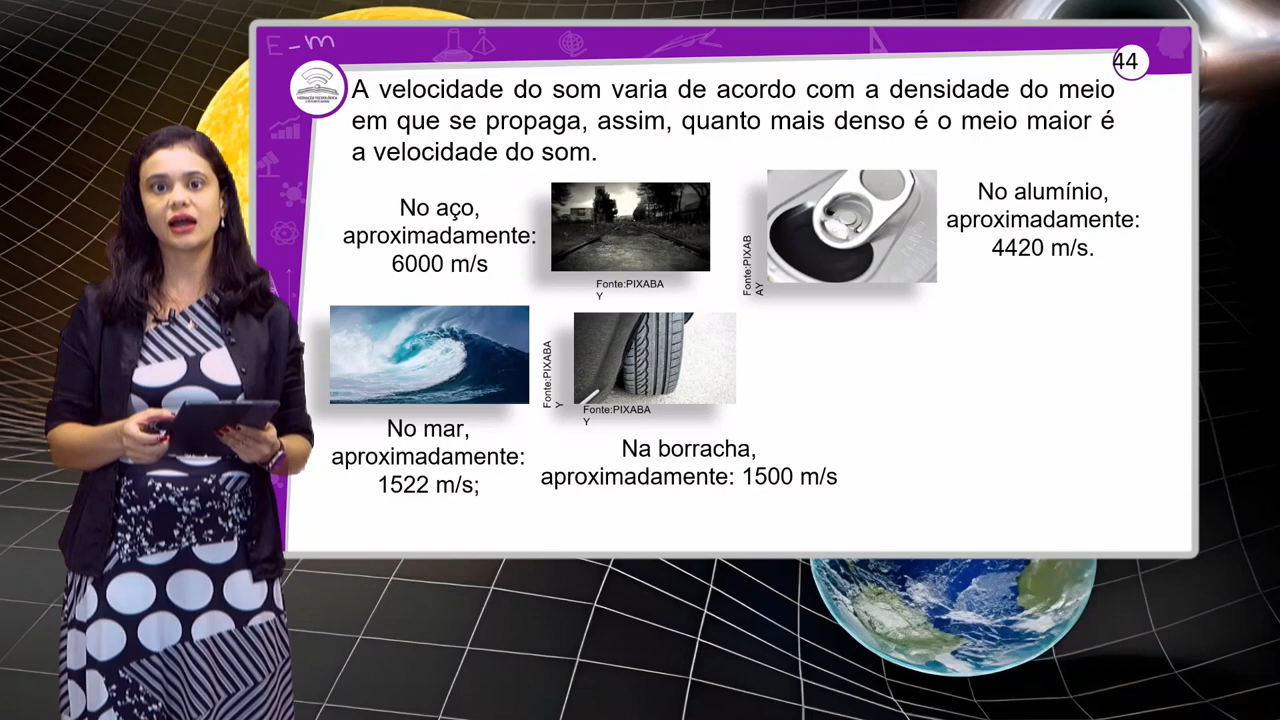 E=m
44
A velocidade do som varia de acordo com a densidade do meio
em que se propaga, assim, quanto mais denso é o meio maior é
a velocidade do som.
No aço,
aproximadamente:
6000 m/s
Fonte:PIXABA
Y
Fonte:PIXAB
AY
No alumínio,
aproximadamente:
4420 m/s.
No mar,
aproximadamente:
1522 m/s;
Fonte:PIXABA
Y
Fonte:PIXABA
Y
Na borracha,
aproximadamente: 1500 m/s